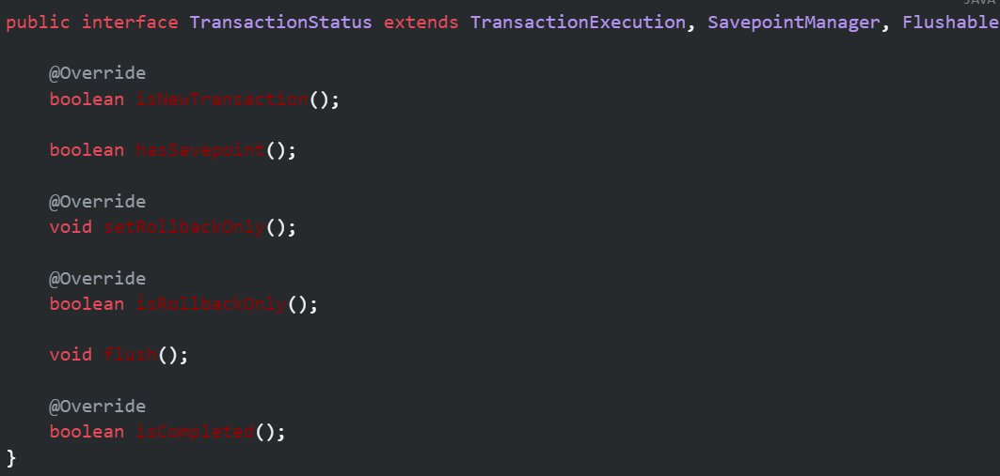 JAVA
public interface TransactionStatus extends TransactionExecution, SavepointManager, Flushable
@Override
boolean isNewTransaction();
boolean hasSavepoint();
@Override
void setRollbackOnly();
@Override
boolean isRollbackOnly();
void flush();
@Override
boolean isCompleted();
}